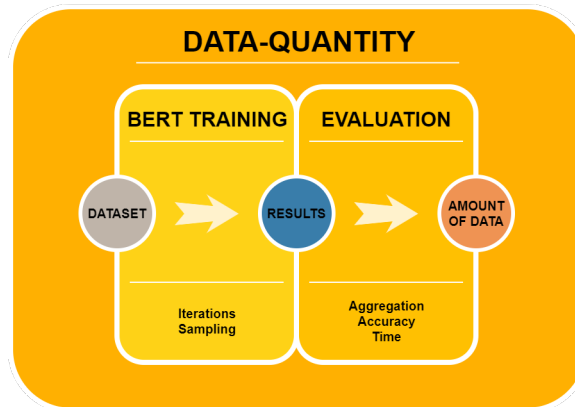 DATA-QUANTITY
BERT TRAINING
EVALUATION
DATASET
RESULTS
AMOUNT
OF DATA
Iterations
Sampling
Aggregation
Accuracy
Time